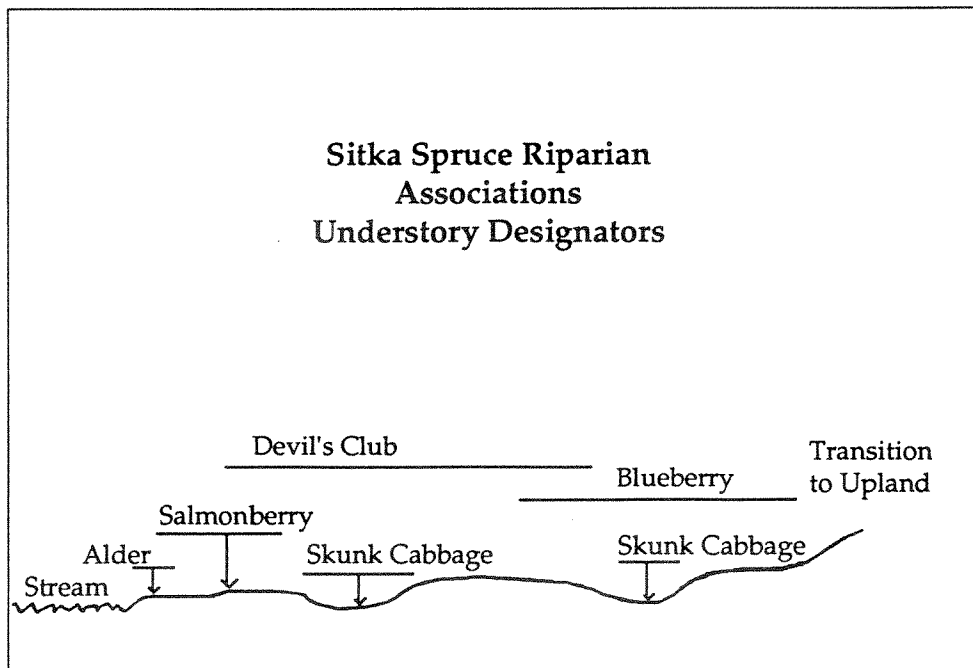 Sitka Spruce Riparian
Associations
Understory Designators
Devil's Club
Transition
to Upland
Blueberry
Salmonberry
Alder
Skunk Cabbage
Skunk Cabbage
Stream